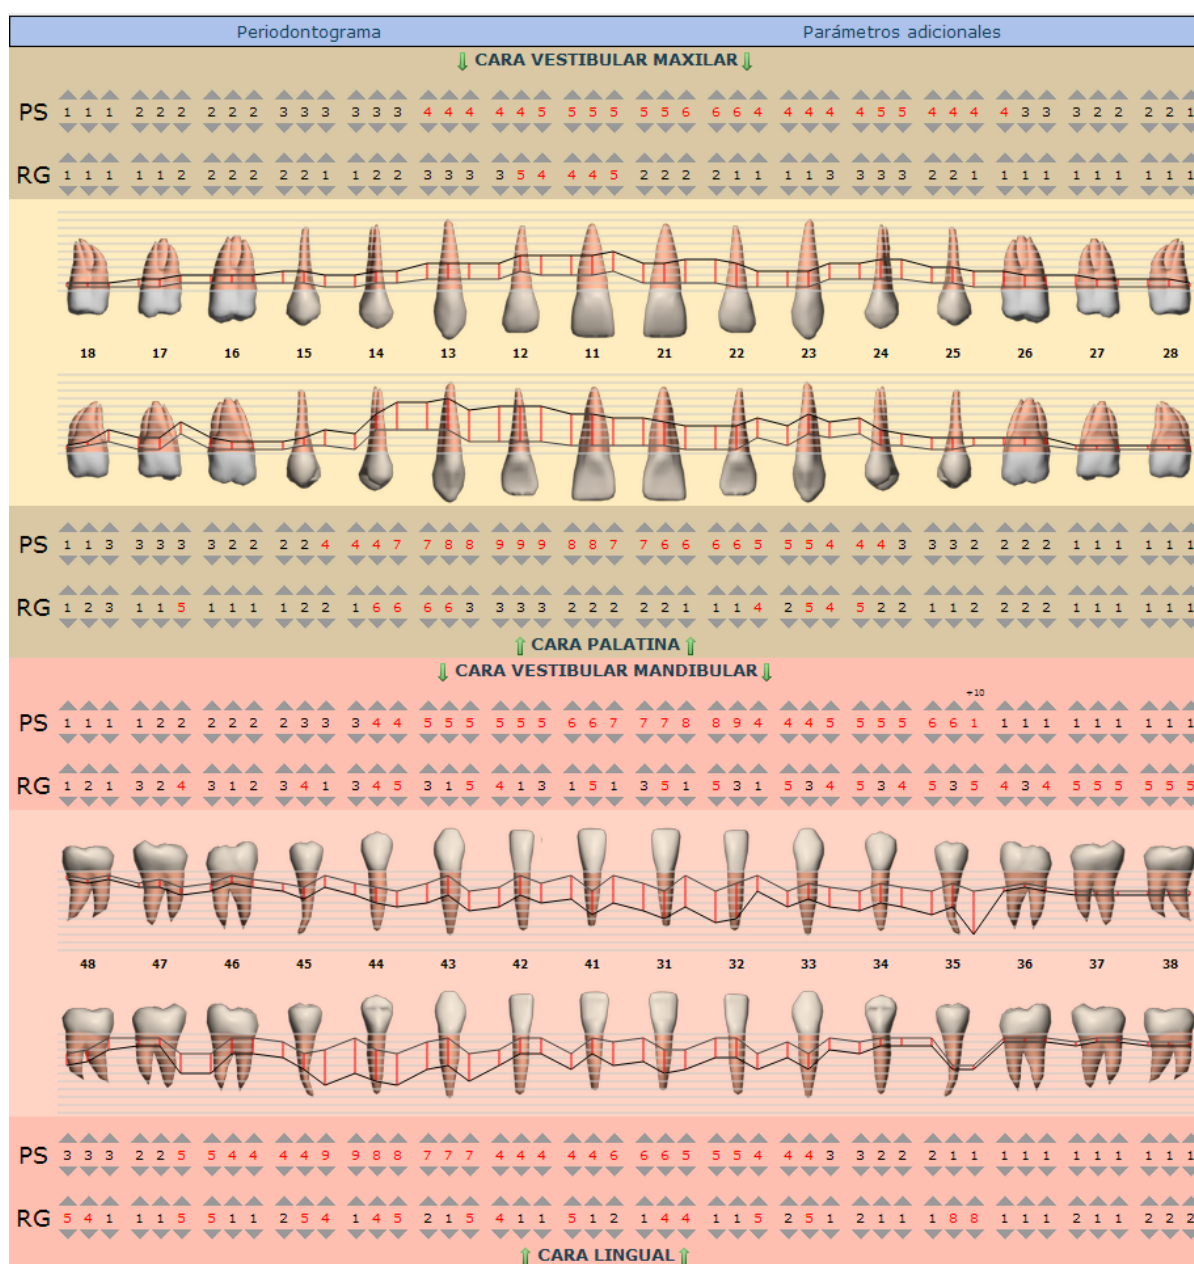 Periodontograma Parámetros adicionales
CARA VESTIBULAR MAXILAR
PS 1 1 1 2 2 2 2 2 2 3 3 3 3 3 3 4 4 4 4 4 5 5 5 5 5 5 6 6 6 4 4 4 4 4 5 5 4 4 4 4 3 3 3 2 2 2 2 1
RG 1 1 1 1 1 2 2 2 2 2 2 1 1 2 2 3 3 3 3 5 4 4 4 5 2 2 2 2 1 1 1 1 3 3 3 3 2 2 1 1 1 1 1 1 1 1 1 1
18 17 16 15 14 13 12 11 21 22 23 24 25 26 27 28
PS 1 1 3 3 3 3 3 2 2 2 2 4 4 4 7 7 8 8 9 9 9 8 8 7 7 6 6 6 6 5 5 5 4 4 4 3 3 3 2 2 2 2 1 1 1 1 1 1
RG 1 2 3 1 1 5 1 1 1 1 2 2 1 6 6 6 6 3 3 3 3 2 2 2 2 2 1 1 1 4 2 5 4 5 2 2 1 1 2 2 2 2 1 1 1 1 1 1
CARA PALATINA
CARA VESTIBULAR MANDIBULAR
+10
PS 1 1 1 1 2 2 2 2 2 2 3 3 3 4 4 5 5 5 5 5 5 6 6 7 7 7 8 8 9 4 4 4 5 5 5 5 6 6 1 1 1 1 1 1 1 1 1 1
RG 1 2 1 3 2 4 3 1 2 3 4 1 3 4 5 3 1 5 4 1 3 1 5 1 3 5 1 5 3 1 5 3 4 5 3 4 5 3 5 4 3 4 5 5 5 5 5 5
48 47 46 45 44 43 42 41 31 32 33 34 35 36 37 38
PS 3 3 3 2 2 5 5 4 4 4 4 9 9 8 8 7 7 7 4 4 4 4 4 6 6 6 5 5 5 4 4 4 3 3 2 2 2 1 1 1 1 1 1 1 1 1 1 1
RG 5 4 1 1 1 5 5 1 1 2 5 4 1 4 5 2 1 5 4 1 1 5 1 2 1 4 4 1 1 5 2 5 1 2 1 1 1 8 8 1 1 1 2 1 1 2 2 2
CARA LINGUAL